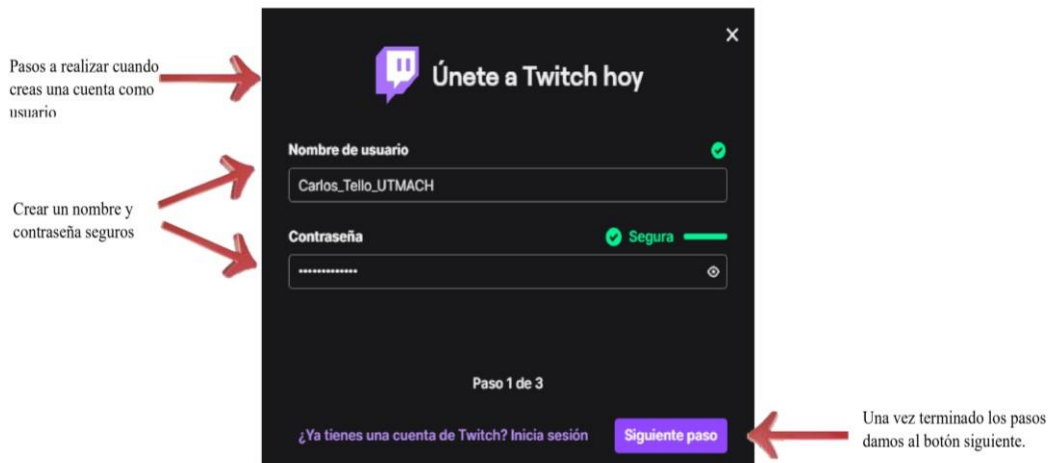 Pasos a realizar cuando
creas una cuenta como
usuario
Únete a Twitch hoy
Nombre de usuario
Carlos_Tello_UTMACH
Crear un nombre y
contraseña seguros
Contraseña
Segura
•••••••••••••
Paso 1 de 3
¿Ya tienes una cuenta de Twitch? Inicia sesión
Siguiente paso
Una vez terminado los pasos
damos al botón siguiente.